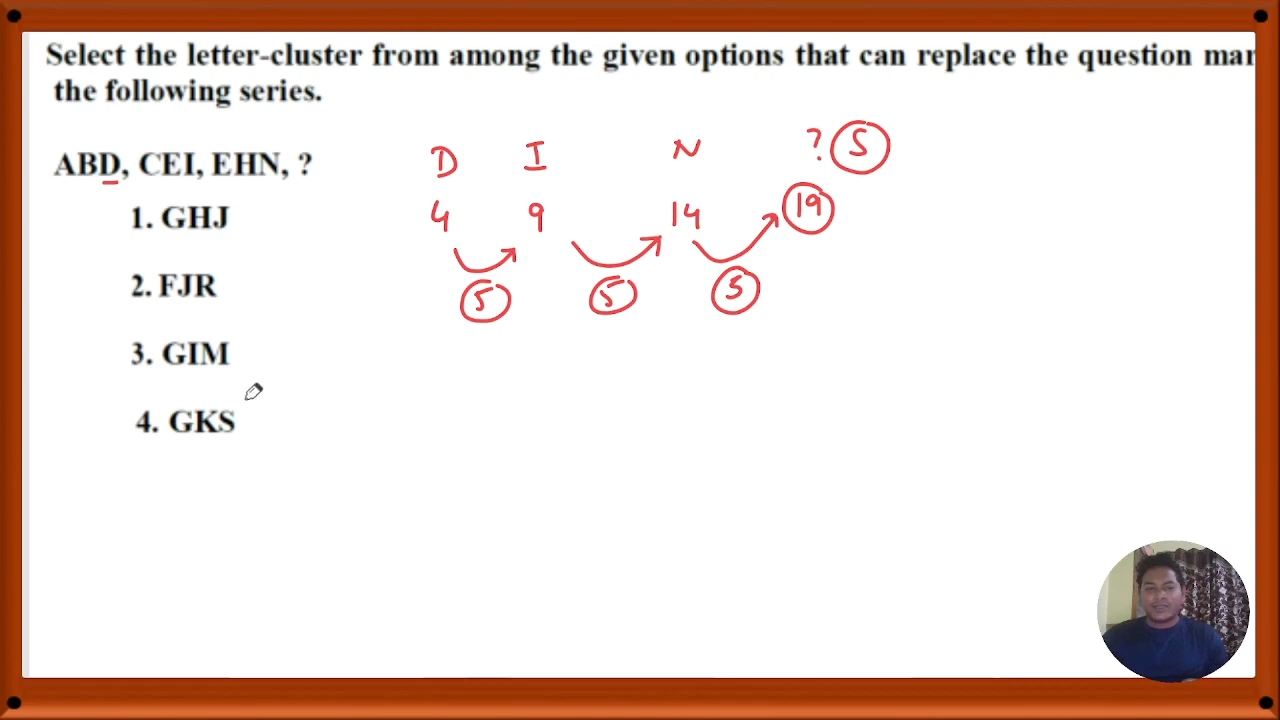 Select the letter-cluster from among the given options that can replace the question mar
the following series.
D I N ? S
ABD, CEI, EHN, ?
4 9 14 19
1. GHJ
5 5 5
2. FJR
3. GIM
4. GKS